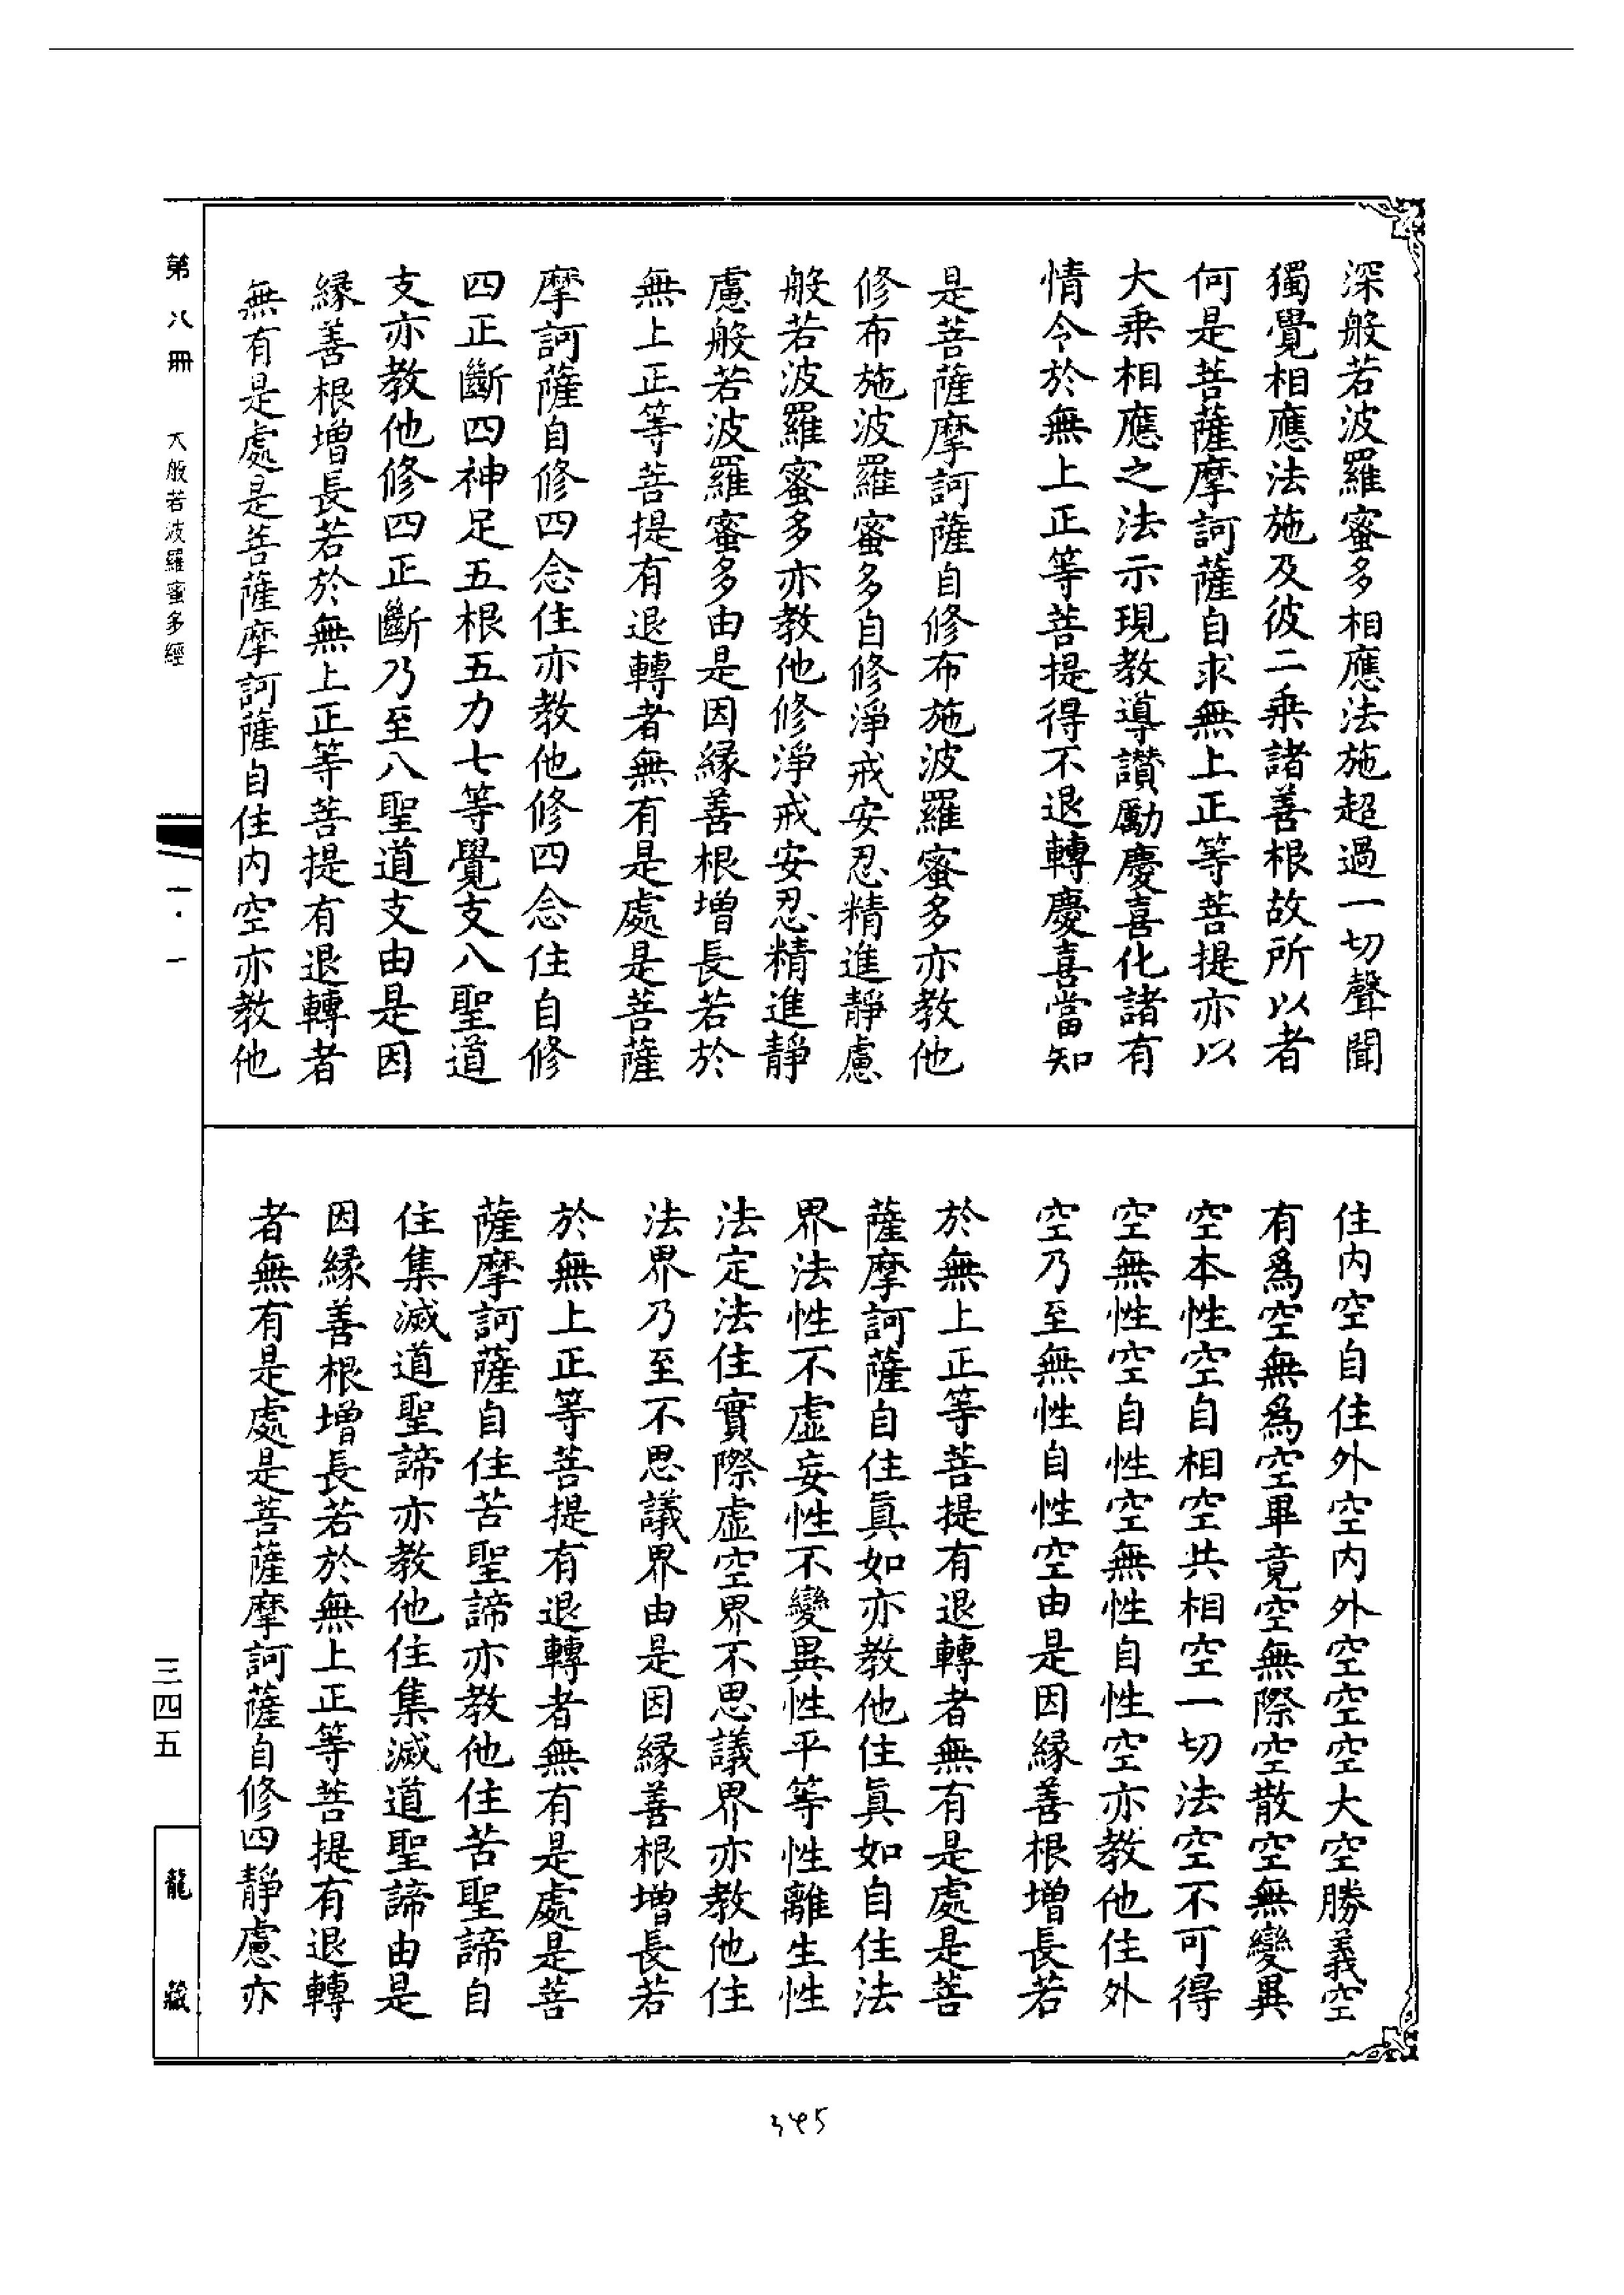 深般若波羅蜜多相應法施超過一切聲聞
獨覺相應法施及彼二乘諸善根故所以者
何是菩薩摩訶薩自求無上正等菩提亦以
大乘相應之法示現教導讚勵慶喜化諸有
情令於無上正等菩提得不退轉慶喜當知
是菩薩摩訶薩自修布施波羅蜜多亦教他
修布施波羅蜜多自修淨戒安忍精進靜慮
般若波羅蜜多亦教他修淨戒安忍精進靜
慮般若波羅蜜多由是因緣善根增長若於
無上正等菩提有退轉者無有是處是菩薩
摩訶薩自修四念住亦教他修四念住自修
四正斷四神足五根五力七等覺支八聖道
支亦教他修四正斷乃至八聖道支由是因
緣善根增長若於無上正等菩提有退轉者
無有是處是菩薩摩訶薩自住內空亦教他
住內空自住外空內外空空空大空勝義空
有為空無為空畢竟空無際空散空無變異
空本性空自相空共相空一切法空不可得
空無性空自性空無性自性空亦教他住外
空乃至無性自性空由是因緣善根增長若
於無上正等菩提有退轉者無有是處是菩
薩摩訶薩自住真如亦教他住真如自住法
界法性不虛妄性不變異性平等性離生性
法定法住實際虛空界不思議界亦教他住
法界乃至不思議界由是因緣善根增長若
於無上正等菩提有退轉者無有是處是菩
薩摩訶薩自住苦聖諦亦教他住苦聖諦自
住集滅道聖諦亦教他住集滅道聖諦由是
因緣善根增長若於無上正等菩提有退轉
者無有是處是菩薩摩訶薩自修四靜慮亦
第八冊 大般若波羅蜜多經 一·一
三四五
龍藏
345